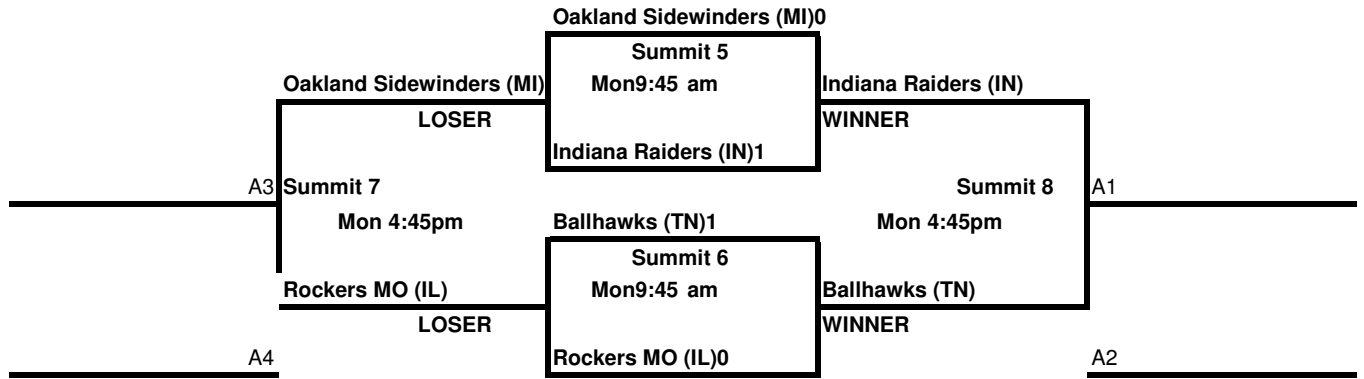 Oakland Sidewinders (MI)0
Summit 5
Oakland Sidewinders (MI) Mon9:45 am Indiana Raiders (IN)
LOSER WINNER
Indiana Raiders (IN)1
A3 Summit 7 Summit 8 A1
Mon 4:45pm Ballhawks (TN)1 Mon 4:45pm
Summit 6
Rockers MO (IL) Mon9:45 am Ballhawks (TN)
LOSER WINNER
A4 Rockers MO (IL)0 A2